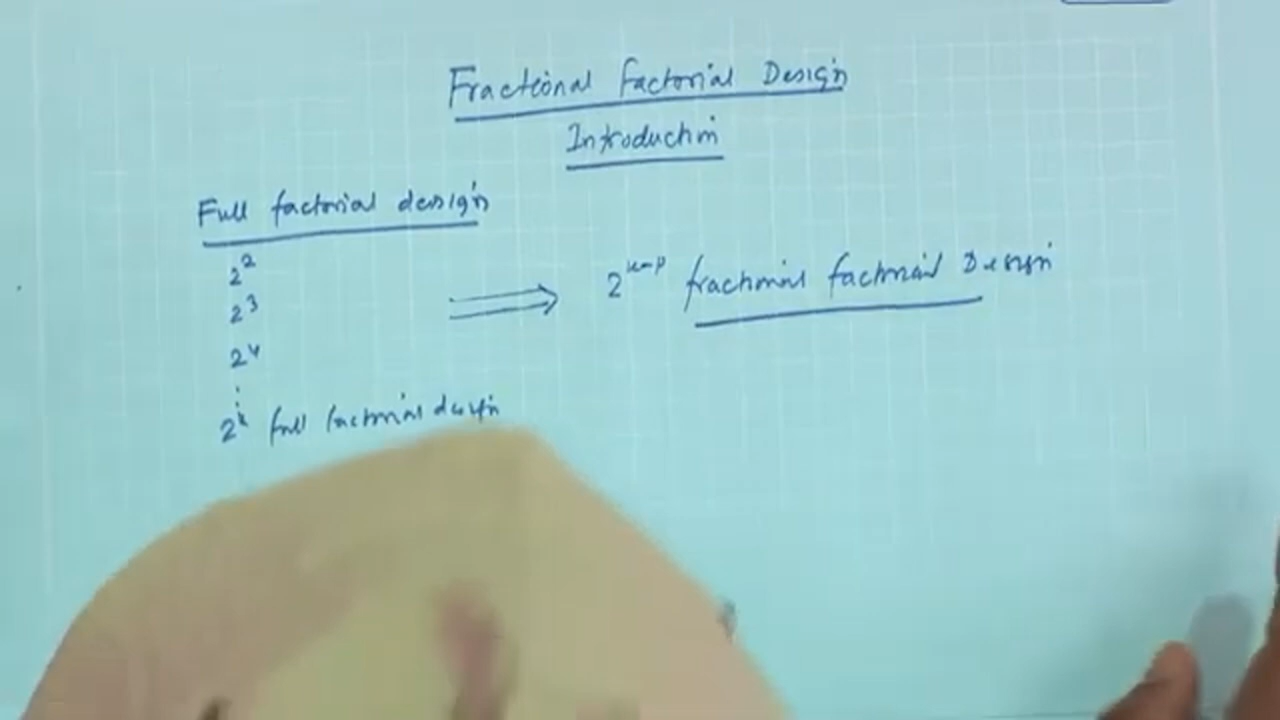 Fractional Factorial Design
Introduction
Full factorial design
2²
2³
2⁴
⋮
2ᵏ full factorial design
⇒ 2ᵏ⁻ᵖ fractional factorial Design